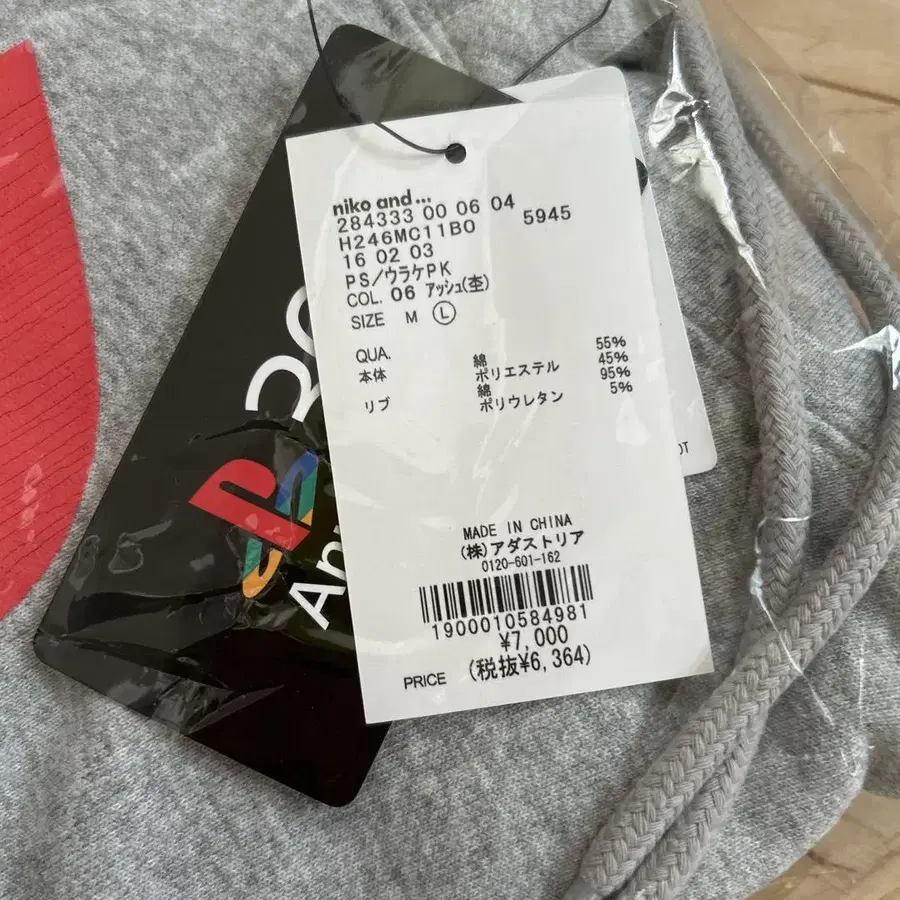 niko and ...
284333 00 06 04
5945
H246MC11B0
16 02 03
PS/ウラケPK
COL. 06 アッシュ(杢)
SIZE M L
QUA.
本体 綿 55%
ポリエステル 45%
リブ 綿 95%
ポリウレタン 5%
MADE IN CHINA
(株)アダストリア
0120-601-162
1900010584981
¥7,000
PRICE (税抜¥6,364)
An
OT